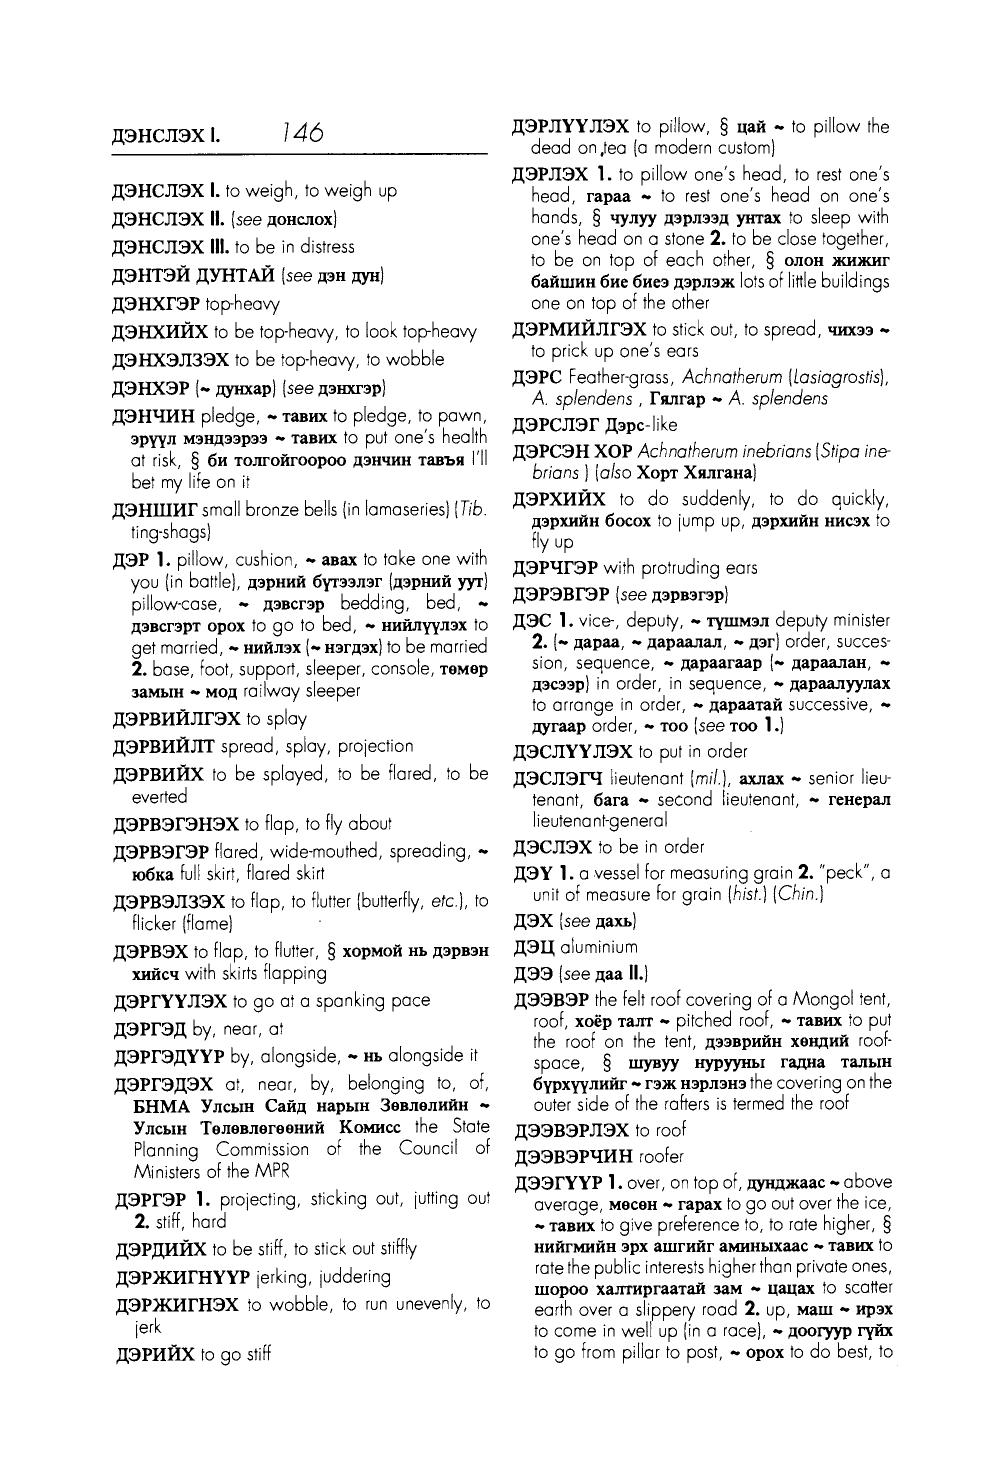 ДЭНСЛЭХ I. 146
ДЭНСЛЭХ I. to weigh, to weigh up
ДЭНСЛЭХ II. (see донслох)
ДЭНСЛЭХ III. to be in distress
ДЭНТЭЙ ДУНТАЙ (see дэн дун)
ДЭНХГЭР top-heavy
ДЭНХИЙХ to be top-heavy, to look top-heavy
ДЭНХЭЛЗЭХ to be top-heavy, to wobble
ДЭНХЭР (~ дунхар) (see дэнхгэр)
ДЭНЧИН pledge, ~ тавих to pledge, to pawn,
эрүүл мэндээрээ ~ тавих to put one's health
at risk, § би толгойгоороо дэнчин тавъя I'll
bet my life on it
ДЭНШИГ small bronze bells (in lamaseries) (Tib.
ting-shags)
ДЭР 1. pillow, cushion, ~ авах to take one with
you (in battle), дэрний бүтээлэг (дэрний уут)
pillow-case, ~ дэвсгэр bedding, bed, ~
дэвсгэрт орох to go to bed, ~ нийлүүлэх to
get married, ~ нийлэх (~ нэгдэх) to be married
2. base, foot, support, sleeper, console, төмөр
замын ~ мод railway sleeper
ДЭРВИЙЛГЭХ to splay
ДЭРВИЙЛТ spread, splay, projection
ДЭРВИЙХ to be splayed, to be flared, to be
everted
ДЭРВЭГЭНЭХ to flap, to fly about
ДЭРВЭГЭР flared, wide-mouthed, spreading, ~
юбка full skirt, flared skirt
ДЭРВЭЛЗЭХ to flap, to flutter (butterfly, etc.), to
flicker (flame)
ДЭРВЭХ to flap, to flutter, § хормой нь дэрвэн
хийсч with skirts flapping
ДЭРГҮҮЛЭХ to go at a spanking pace
ДЭРГЭД by, near, at
ДЭРГЭДҮҮР by, alongside, ~ нь alongside it
ДЭРГЭДЭХ at, near, by, belonging to, of,
БНМА Улсын Сайд нарын Зөвлөлийн ~
Улсын Төлөвлөгөөний Комисс the State
Planning Commission of the Council of
Ministers of the MPR
ДЭРГЭР 1. projecting, sticking out, jutting out
2. stiff, hard
ДЭРДИЙХ to be stiff, to stick out stiffly
ДЭРЖИГНҮҮР jerking, juddering
ДЭРЖИГНЭХ to wobble, to run unevenly, to
jerk
ДЭРИЙХ to go stiff
ДЭРЛҮҮЛЭХ to pillow, § цай ~ to pillow the
dead on tea (a modern custom)
ДЭРЛЭХ 1. to pillow one's head, to rest one's
head, гараа ~ to rest one's head on one's
hands, § чулуу дэрлээд унтах to sleep with
one's head on a stone 2. to be close together,
to be on top of each other, § олон жижиг
байшин бие биеэ дэрлэж lots of little buildings
one on top of the other
ДЭРМИЙЛГЭХ to stick out, to spread, чихээ ~
to prick up one's ears
ДЭРС Feather-grass, Achnatherum (Lasiagrostis),
A. splendens , Гялгар ~ A. splendens
ДЭРСЛЭГ Дэрс-like
ДЭРСЭН ХОР Achnatherum inebrians (Stipa ine-
brians ) (also Хорт Хялгана)
ДЭРХИЙХ to do suddenly, to do quickly,
дэрхийн босох to jump up, дэрхийн нисэх to
fly up
ДЭРЧГЭР with protruding ears
ДЭРЭВГЭР (see дэрвэгэр)
ДЭС 1. vice-, deputy, ~ түшмэл deputy minister
2. (~ дараа, ~ дараалал, ~ дэг) order, succes-
sion, sequence, ~ дараагаар (~ дараалан, ~
дэсээр) in order, in sequence, ~ дараалуулах
to arrange in order, ~ дараатай successive, ~
дугаар order, ~ тоо (see тоо 1.)
ДЭСЛҮҮЛЭХ to put in order
ДЭСЛЭГЧ lieutenant (mil.), ахлах ~ senior lieu-
tenant, бага ~ second lieutenant, ~ генерал
lieutenant-general
ДЭСЛЭХ to be in order
ДЭҮ 1. a vessel for measuring grain 2. "peck", a
unit of measure for grain (hist.) (Chin.)
ДЭХ (see дахь)
ДЭЦ aluminium
ДЭЭ (see даа II.)
ДЭЭВЭР the felt roof covering of a Mongol tent,
roof, хоёр талт ~ pitched roof, ~ тавих to put
the roof on the tent, дээврийн хөндий roof-
space, § шувуу нурууны гадна талын
бүрхүүлийг ~ гэж нэрлэнэ the covering on the
outer side of the rafters is termed the roof
ДЭЭВЭРЛЭХ to roof
ДЭЭВЭРЧИН roofer
ДЭЭГҮҮР 1. over, on top of, дунджаас ~ above
average, мөсөн ~ гарах to go out over the ice,
~ тавих to give preference to, to rate higher, §
нийгмийн эрх ашгийг аминыхаас ~ тавих to
rate the public interests higher than private ones,
шороо халтиргаатай зам ~ цацах to scatter
earth over a slippery road 2. up, маш ~ ирэх
to come in well up (in a race), ~ доогуур гүйх
to go from pillar to post, ~ орох to do best, to